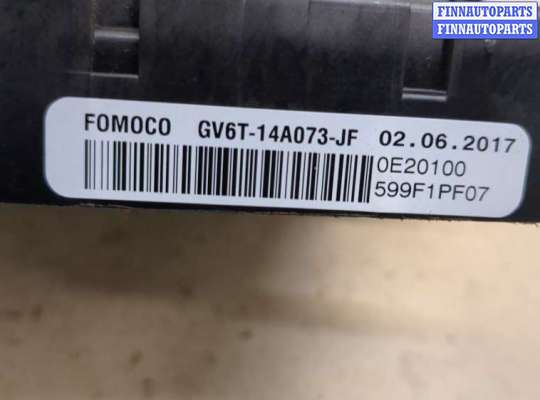 FINNAUTOPARTS
FINNAUTOPARTS
FOMOCO GV6T-14A073-JF 02.06.2017
0E20100
599F1PF07